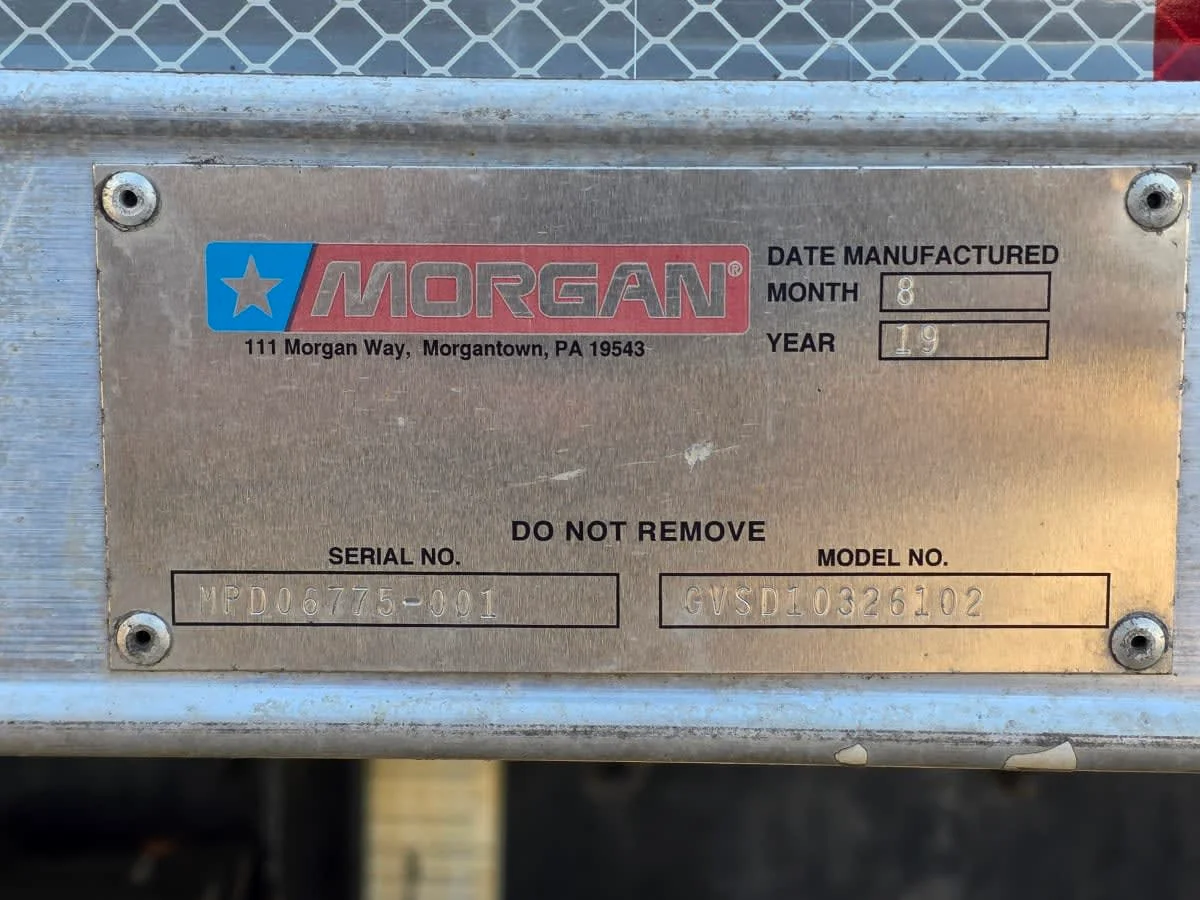 MORGAN®
111 Morgan Way, Morgantown, PA 19543
DATE MANUFACTURED
MONTH 8
YEAR 19
DO NOT REMOVE
SERIAL NO.
MPD06775-001
MODEL NO.
GVSD10326102